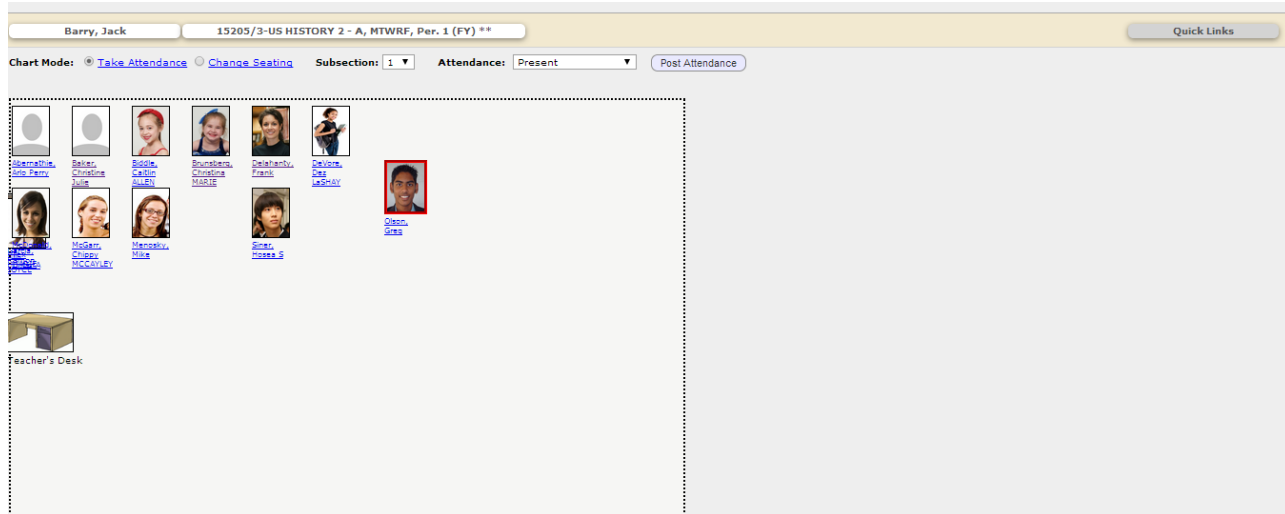 Barry, Jack
15205/3-US HISTORY 2 - A, MTWRF, Per. 1 (FY) **
Quick Links
Chart Mode: Take Attendance Change Seating Subsection: 1 Attendance: Present Post Attendance
Abernathie,
Arlo Perry
Baker,
Christine
Julie
Biddle,
Caitlin
ALLEN
Brunsberg,
Christina
MARIE
Delahanty,
Frank
DeVore,
Dez
LaSHAY
Olson,
Greg
McGarr,
Chippy
MCCAYLEY
Menosky,
Mike
Siner,
Hosea S
Teacher's Desk